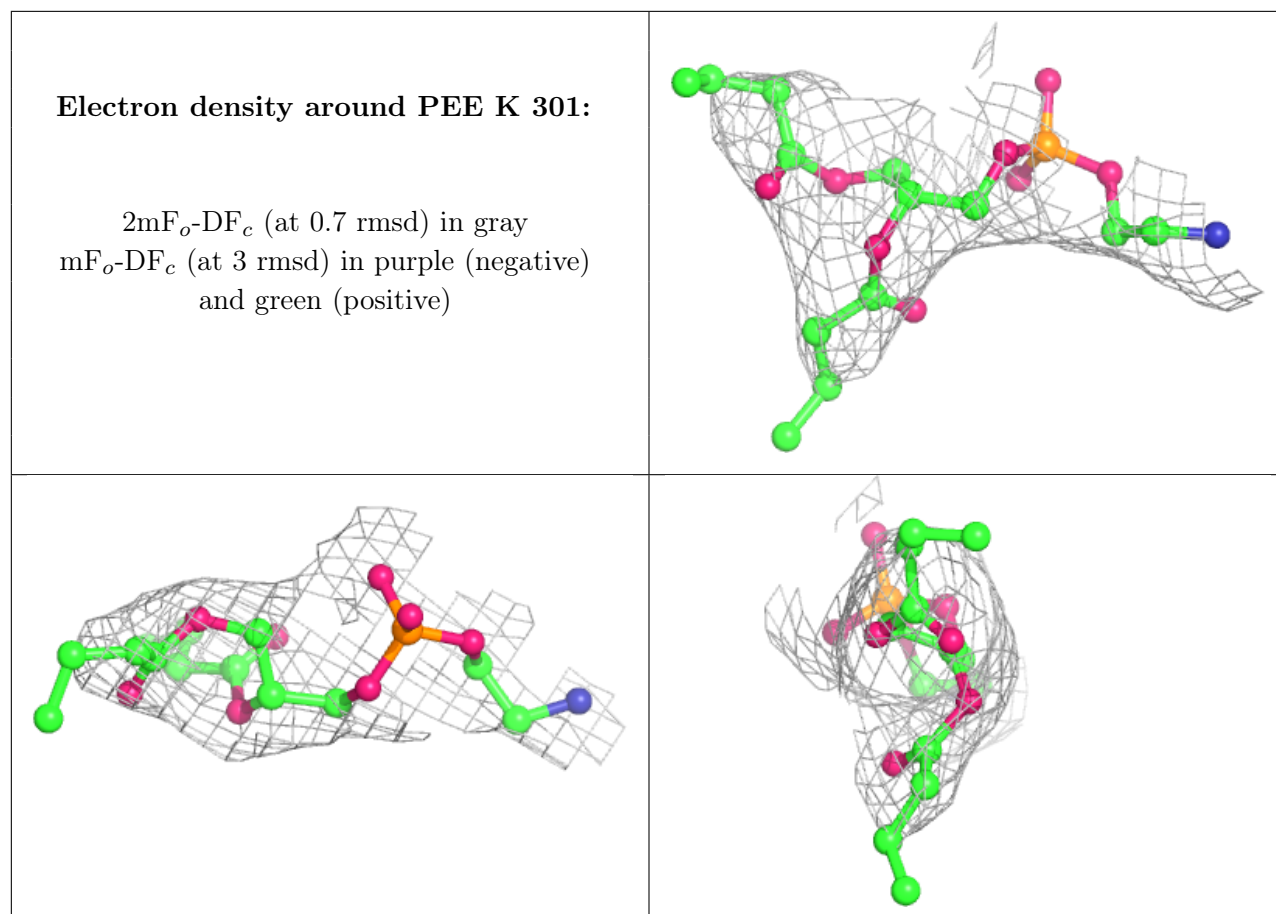 Electron density around PEE K 301:
2mFo-DFc (at 0.7 rmsd) in gray
mFo-DFc (at 3 rmsd) in purple (negative)
and green (positive)